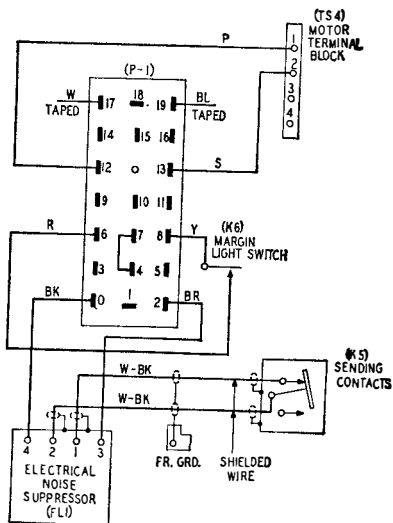 (TS4)
MOTOR
TERMINAL
BLOCK
P
1
2
3
4
(P-1)
W
TAPED
17
18
19
BL
TAPED
14
15
16
12
13
S
9
10
11
R
6
7
8
Y
(K6)
MARGIN
LIGHT SWITCH
3
4
5
BK
0
1
2
BR
W-BK
W-BK
(K5)
SENDING
CONTACTS
4 2 1 3
ELECTRICAL
NOISE
SUPPRESSOR
(FL1)
FR. GRD.
SHIELDED
WIRE